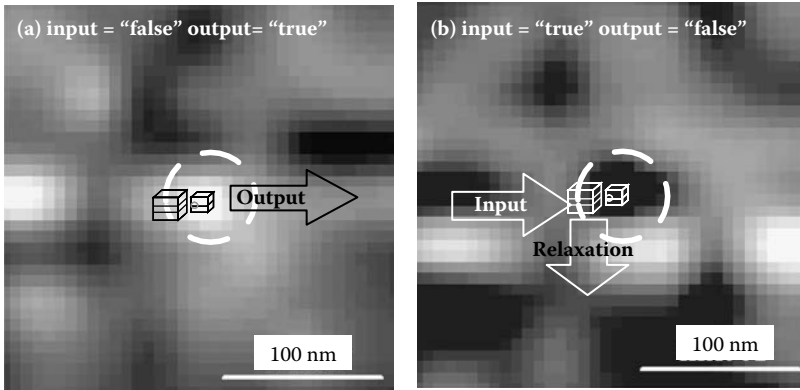 (a) input = “false” output= “true”
Output
100 nm
(b) input = “true” output = “false”
Input
Relaxation
100 nm